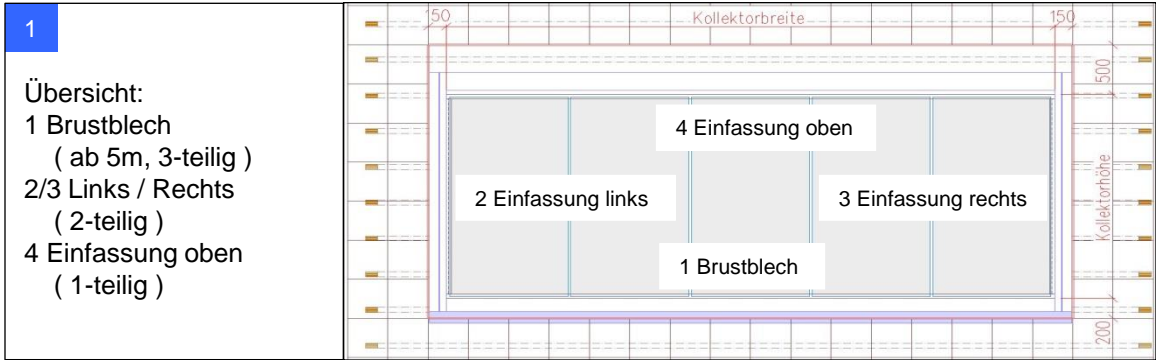 1
Übersicht:
1 Brustblech
( ab 5m, 3-teilig )
2/3 Links / Rechts
( 2-teilig )
4 Einfassung oben
( 1-teilig )
150 Kollektorbreite 150
500
4 Einfassung oben
Kollektorhöhe
2 Einfassung links 3 Einfassung rechts
1 Brustblech
200